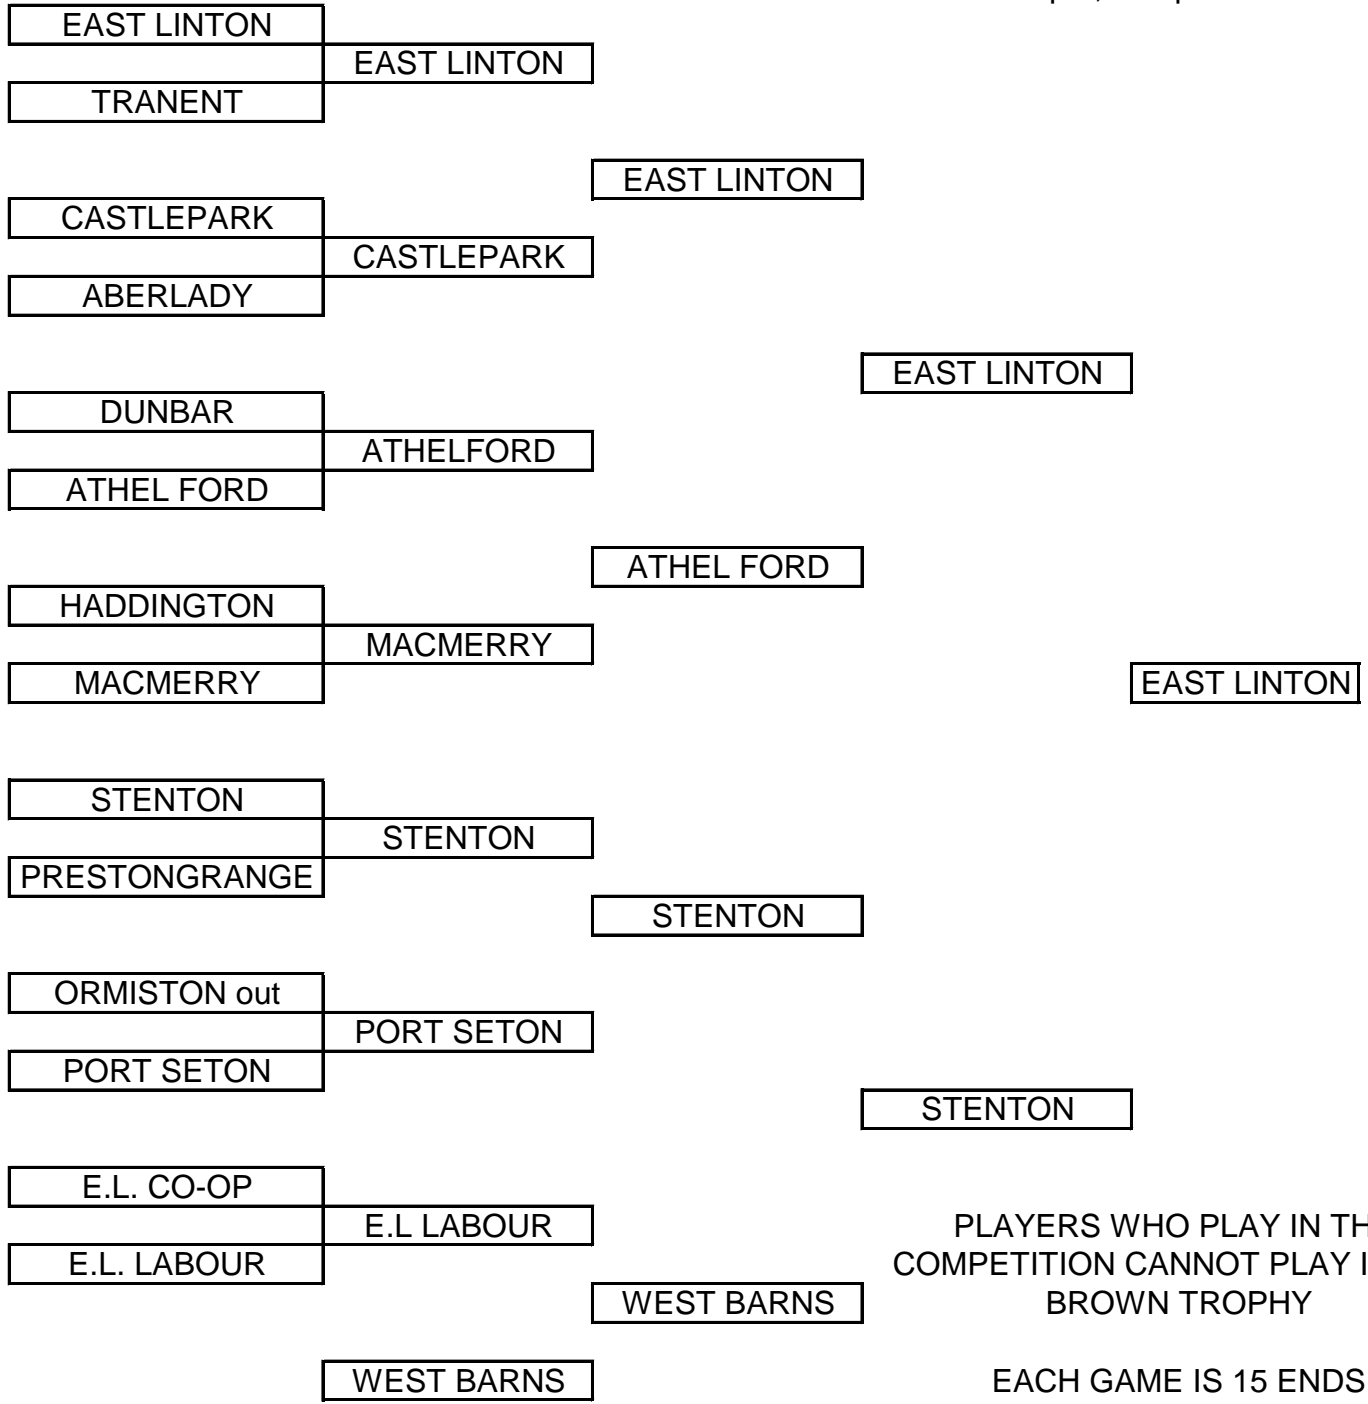 EAST LINTON
EAST LINTON
TRANENT
EAST LINTON
CASTLEPARK
CASTLEPARK
ABERLADY
EAST LINTON
DUNBAR
ATHELFORD
ATHEL FORD
ATHEL FORD
HADDINGTON
MACMERRY
MACMERRY
EAST LINTON
STENTON
STENTON
PRESTONGRANGE
STENTON
ORMISTON out
PORT SETON
PORT SETON
STENTON
E.L. CO-OP
E.L LABOUR
E.L. LABOUR
WEST BARNS
WEST BARNS
PLAYERS WHO PLAY IN TH
COMPETITION CANNOT PLAY I
BROWN TROPHY
EACH GAME IS 15 ENDS